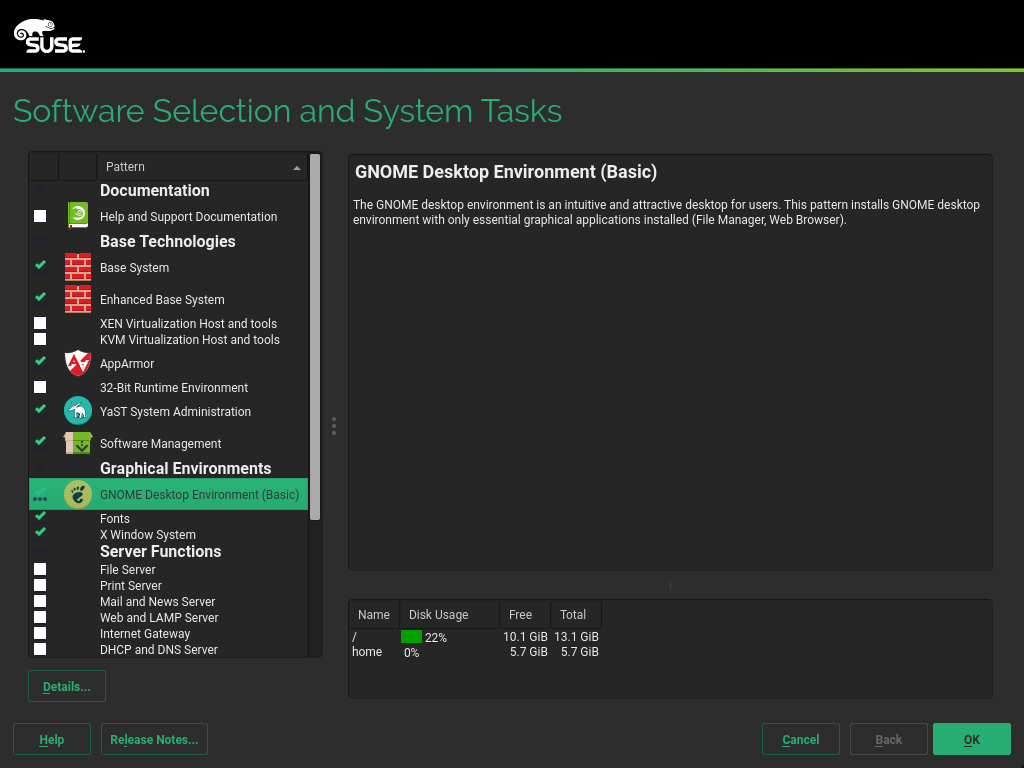 SUSE
Software Selection and System Tasks
Pattern
Documentation
Help and Support Documentation
Base Technologies
Base System
Enhanced Base System
XEN Virtualization Host and tools
KVM Virtualization Host and tools
AppArmor
32-Bit Runtime Environment
YaST System Administration
Software Management
Graphical Environments
GNOME Desktop Environment (Basic)
Fonts
X Window System
Server Functions
File Server
Print Server
Mail and News Server
Web and LAMP Server
Internet Gateway
DHCP and DNS Server
Details...
GNOME Desktop Environment (Basic)
The GNOME desktop environment is an intuitive and attractive desktop for users. This pattern installs GNOME desktop
environment with only essential graphical applications installed (File Manager, Web Browser).
Name Disk Usage Free Total
/ 22% 10.1 GiB 13.1 GiB
home 0% 5.7 GiB 5.7 GiB
Help Release Notes... Cancel Back OK